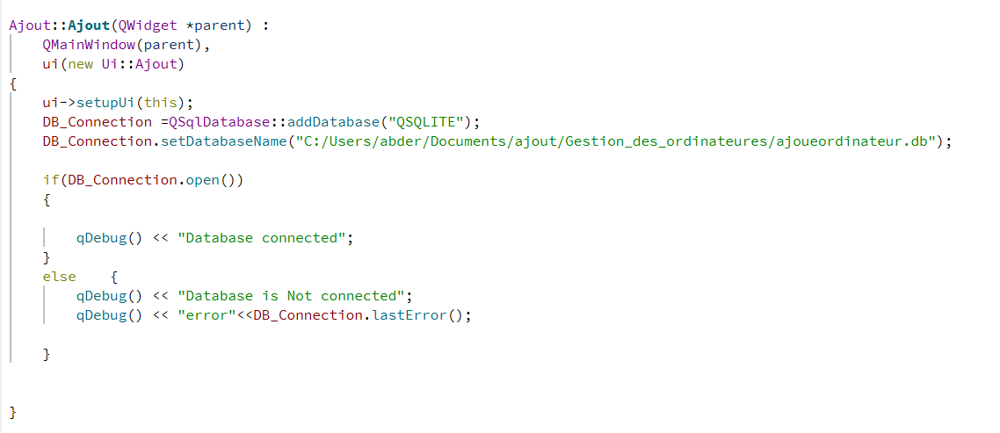 Ajout::Ajout(QWidget *parent) :
    QMainWindow(parent),
    ui(new Ui::Ajout)
{
    ui->setupUi(this);
    DB_Connection =QSqlDatabase::addDatabase("QSQLITE");
    DB_Connection.setDatabaseName("C:/Users/abder/Documents/ajout/Gestion_des_ordinateures/ajoueordinateur.db");
    if(DB_Connection.open())
    {
        qDebug() << "Database connected";
    }
    else    {
        qDebug() << "Database is Not connected";
        qDebug() << "error"<<DB_Connection.lastError();
    }
}